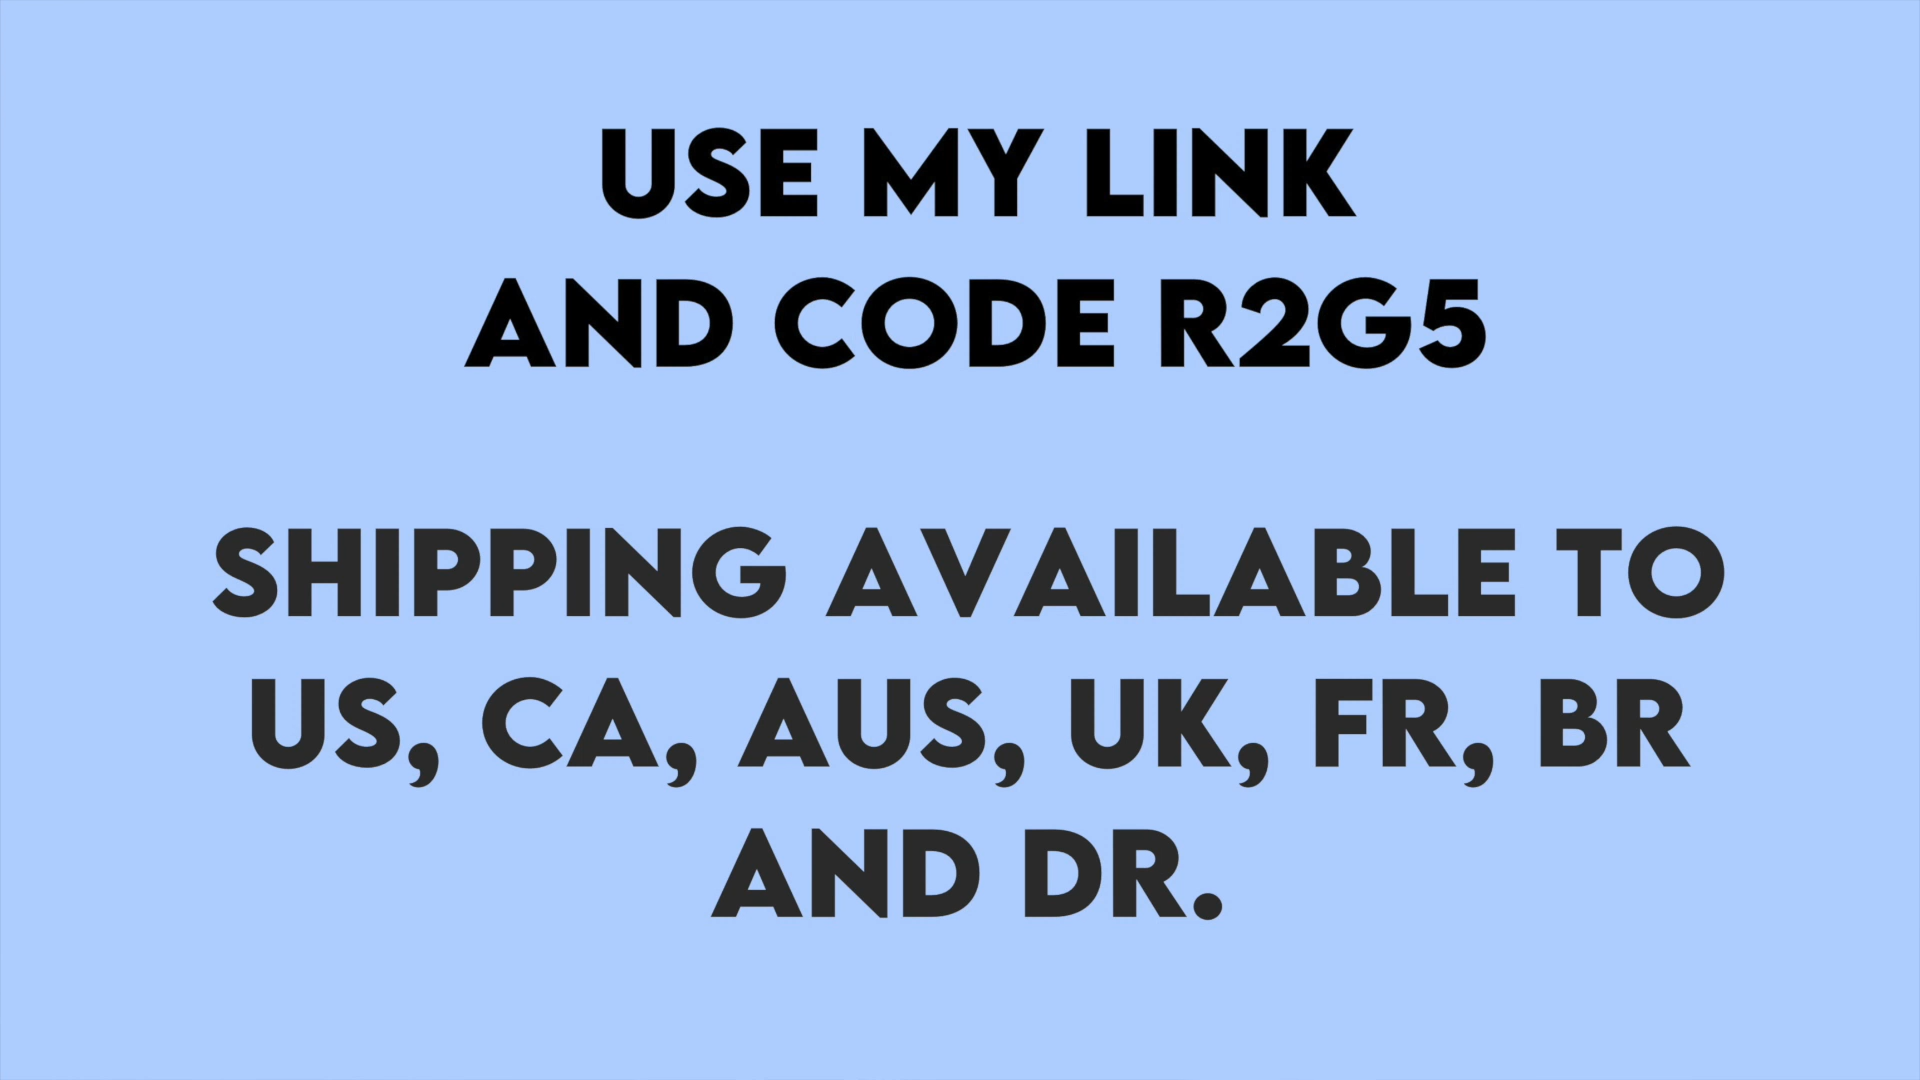 USE MY LINK
AND CODE R2G5
SHIPPING AVAILABLE TO
US, CA, AUS, UK, FR, BR
AND DR.